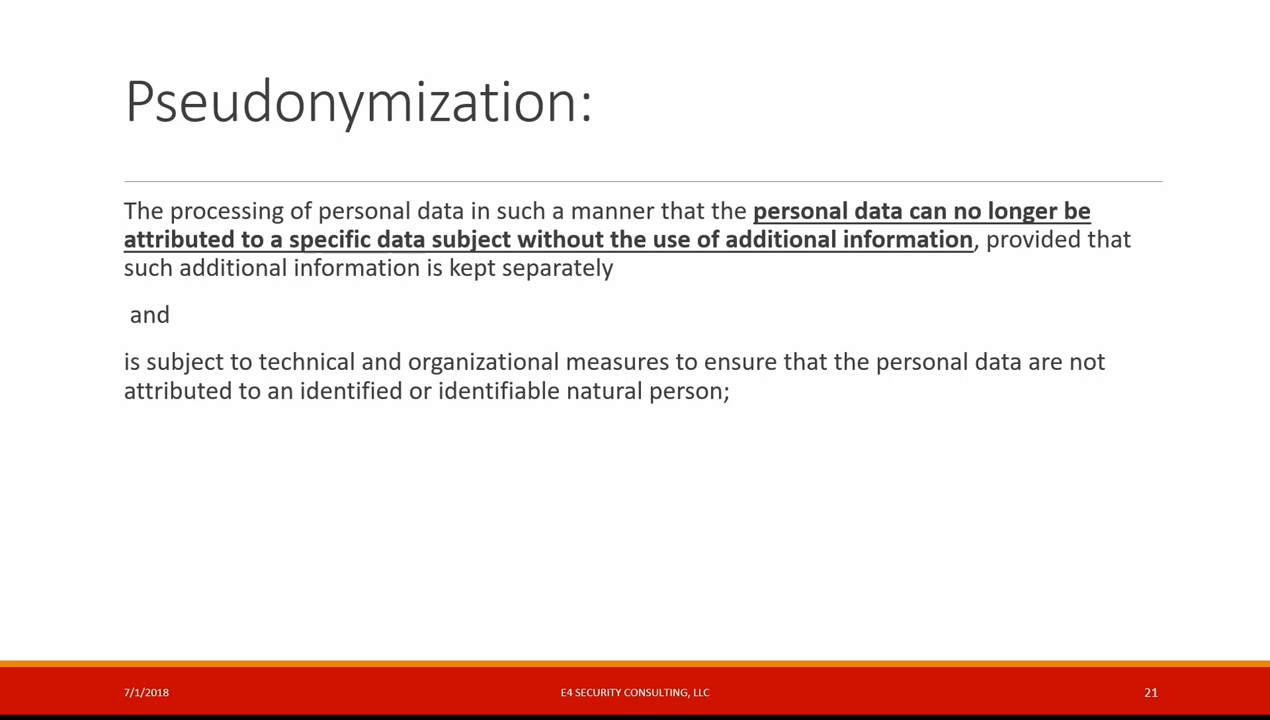 Pseudonymization:
The processing of personal data in such a manner that the personal data can no longer be
attributed to a specific data subject without the use of additional information, provided that
such additional information is kept separately
and
is subject to technical and organizational measures to ensure that the personal data are not
attributed to an identified or identifiable natural person;
7/1/2018
E4 SECURITY CONSULTING, LLC
21